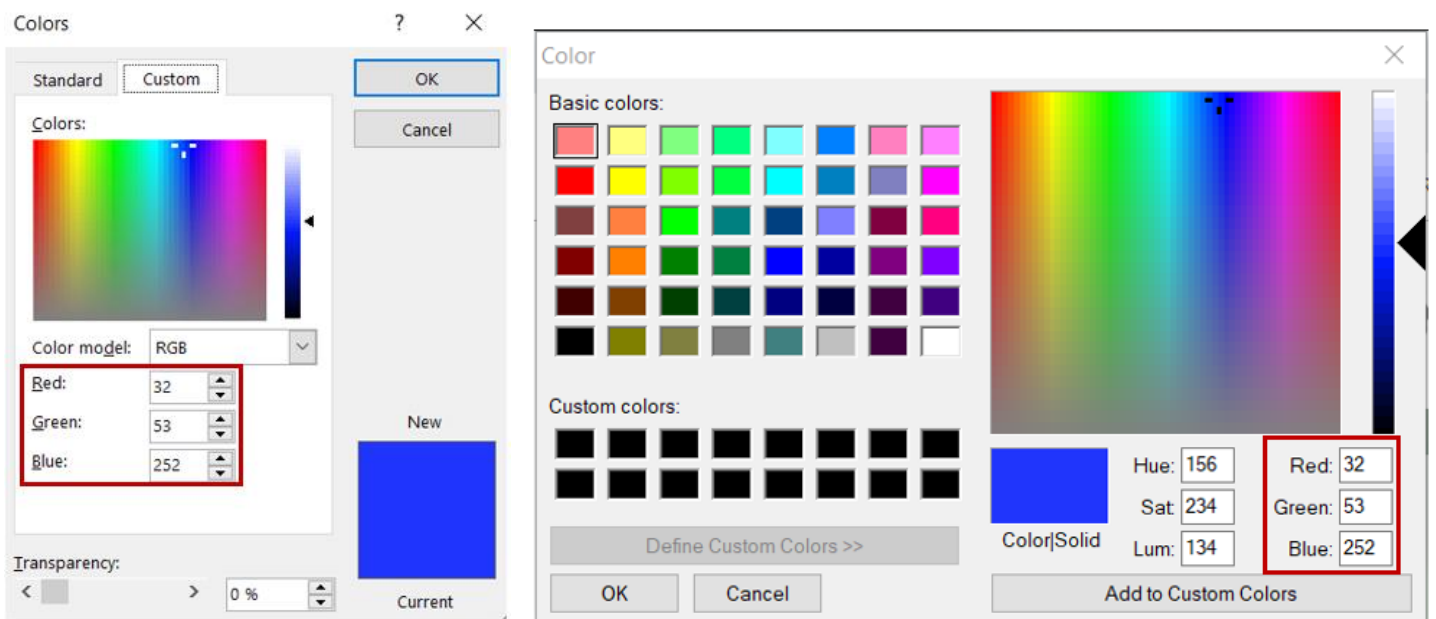 Colors ? ×
Standard Custom
OK
Cancel
Colors:
Color model: RGB
Red: 32
Green: 53
Blue: 252
New
Current
Transparency:
< > 0 %
Color ×
Basic colors:
Custom colors:
Define Custom Colors >>
OK Cancel
Color|Solid
Hue: 156
Sat: 234
Lum: 134
Red: 32
Green: 53
Blue: 252
Add to Custom Colors